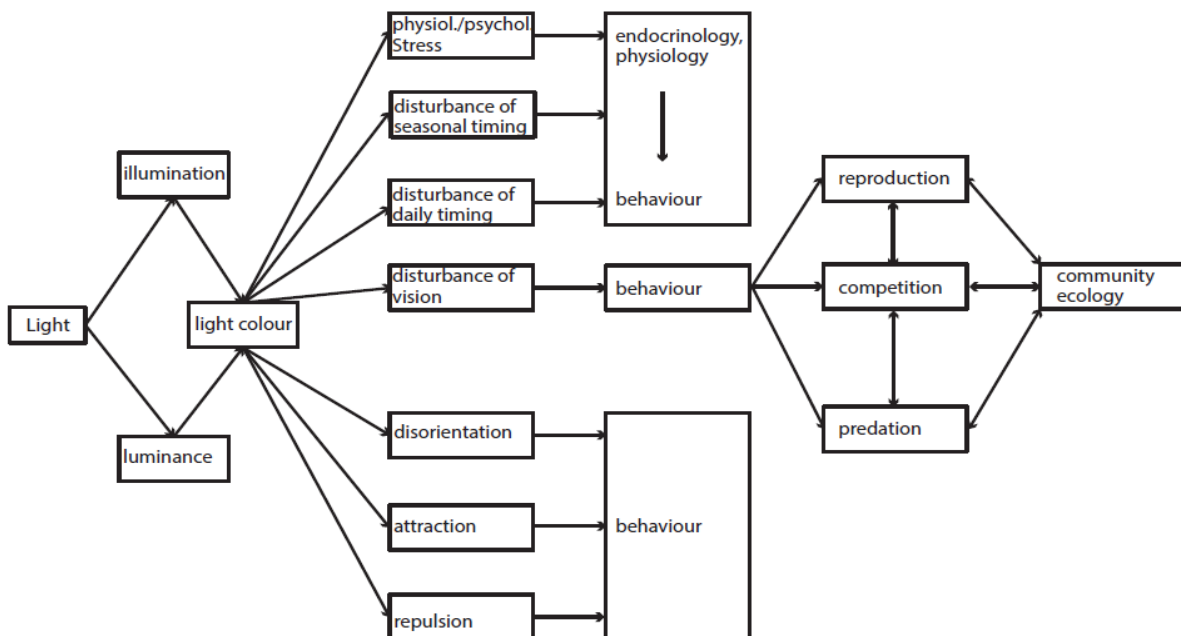 Light
illumination
luminance
light colour
physiol./psychol.
Stress
disturbance of
seasonal timing
disturbance of
daily timing
disturbance of
vision
disorientation
attraction
repulsion
endocrinology,
physiology
behaviour
behaviour
behaviour
reproduction
competition
predation
community
ecology